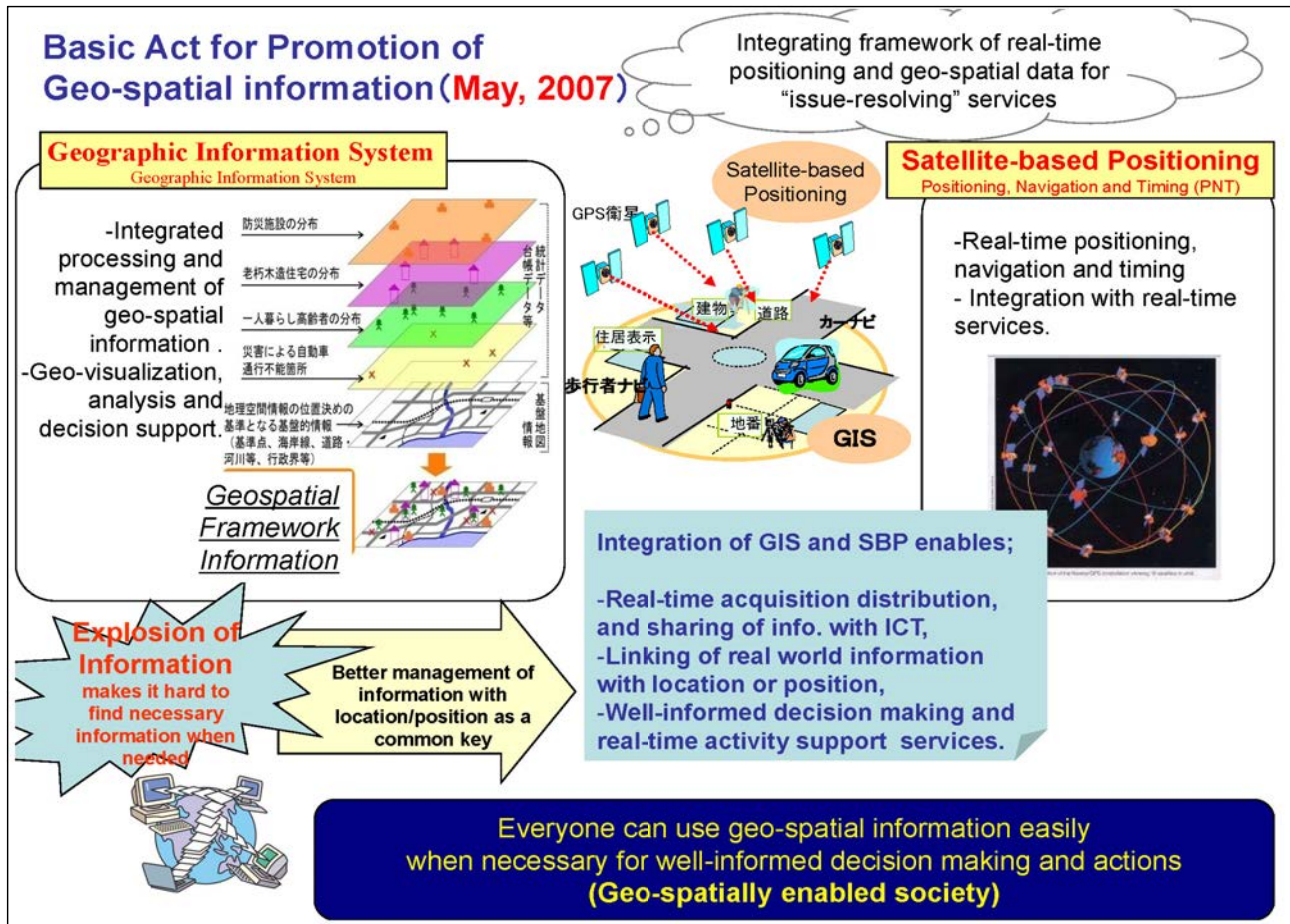 Basic Act for Promotion of
Geo-spatial information（May, 2007）
Integrating framework of real-time
positioning and geo-spatial data for
“issue-resolving” services
Geographic Information System
Geographic Information System
-Integrated
processing and
management of
geo-spatial
information .
-Geo-visualization,
analysis and
decision support.
防災施設の分布
老朽木造住宅の分布
一人暮らし高齢者の分布
災害による自動車
通行不能箇所
地理空間情報の位置決めの
基準となる基盤的情報
（基準点、海岸線、道路・
河川等、行政界等）
統計データ
台帳データ等
基盤地図
情報
Geospatial
Framework
Information
Satellite-based
Positioning
GPS衛星
建物
道路
カーナビ
住居表示
歩行者ナビ
地番
GIS
Satellite-based Positioning
Positioning, Navigation and Timing (PNT)
-Real-time positioning,
navigation and timing
- Integration with real-time
services.
Integration of GIS and SBP enables;
-Real-time acquisition distribution,
and sharing of info. with ICT,
-Linking of real world information
with location or position,
-Well-informed decision making and
real-time activity support services.
Explosion of
Information
makes it hard to
find necessary
information when
needed
Better management of
information with
location/position as a
common key
Everyone can use geo-spatial information easily
when necessary for well-informed decision making and actions
(Geo-spatially enabled society)